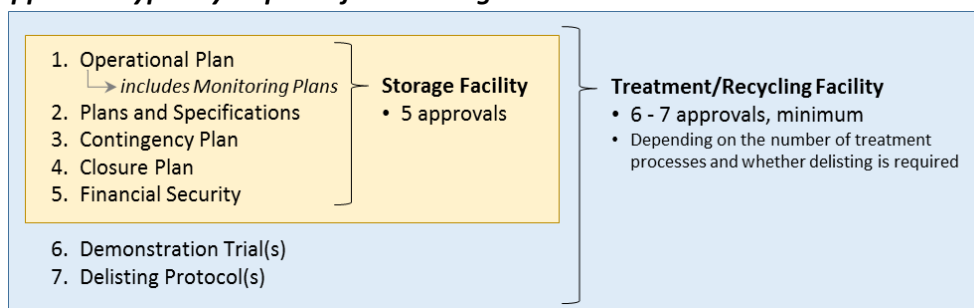 1. Operational Plan
includes Monitoring Plans
2. Plans and Specifications
3. Contingency Plan
4. Closure Plan
5. Financial Security
Storage Facility
• 5 approvals
6. Demonstration Trial(s)
7. Delisting Protocol(s)
Treatment/Recycling Facility
• 6 - 7 approvals, minimum
• Depending on the number of treatment
processes and whether delisting is required